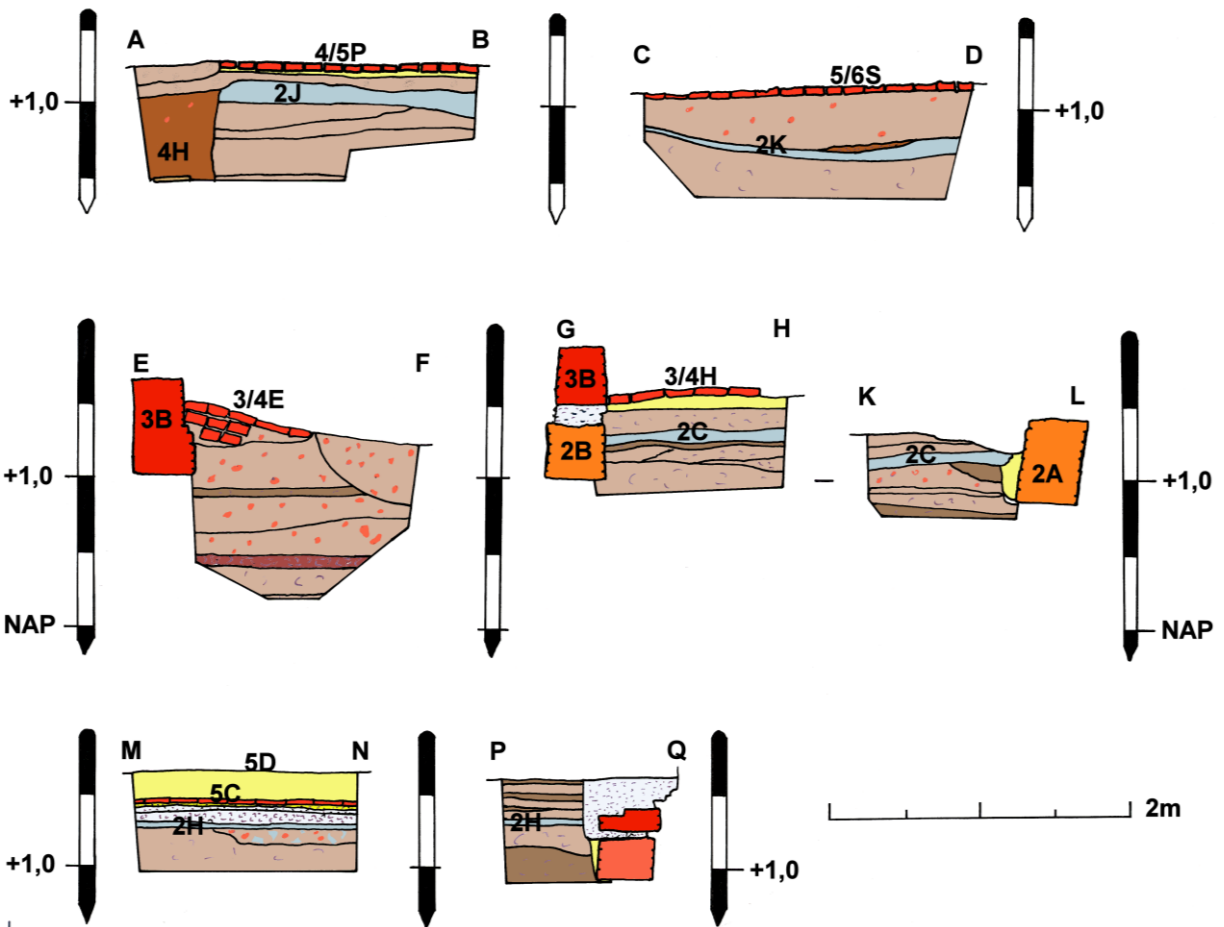 A B C D
4/5P 5/6S
+1,0 2J +1,0
4H 2K
E F G H
3B 3/4E 3B 3/4H K L
+1,0 2B 2C 2C 2A +1,0
NAP NAP
M N P Q
5D
5C
2H 2H 2m
+1,0 +1,0